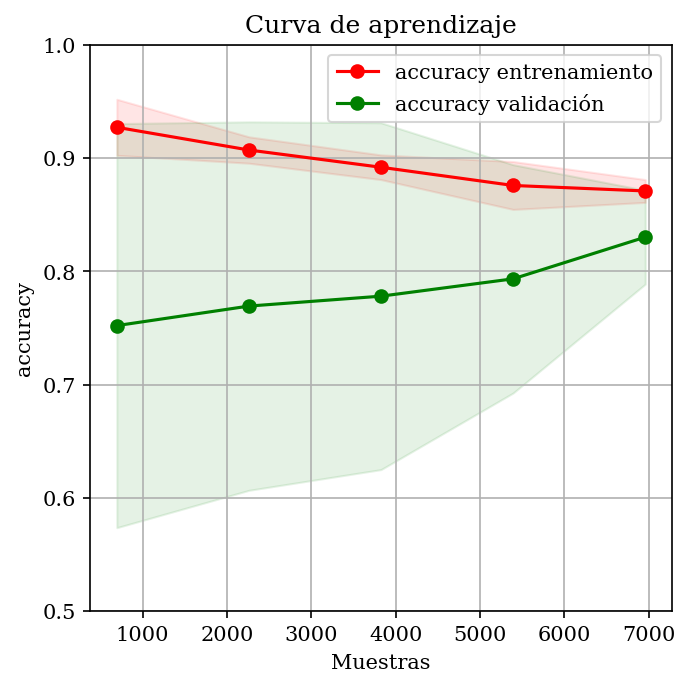 Curva de aprendizaje
accuracy entrenamiento
accuracy validación
1.0
0.9
0.8
0.7
0.6
0.5
accuracy
1000 2000 3000 4000 5000 6000 7000
Muestras